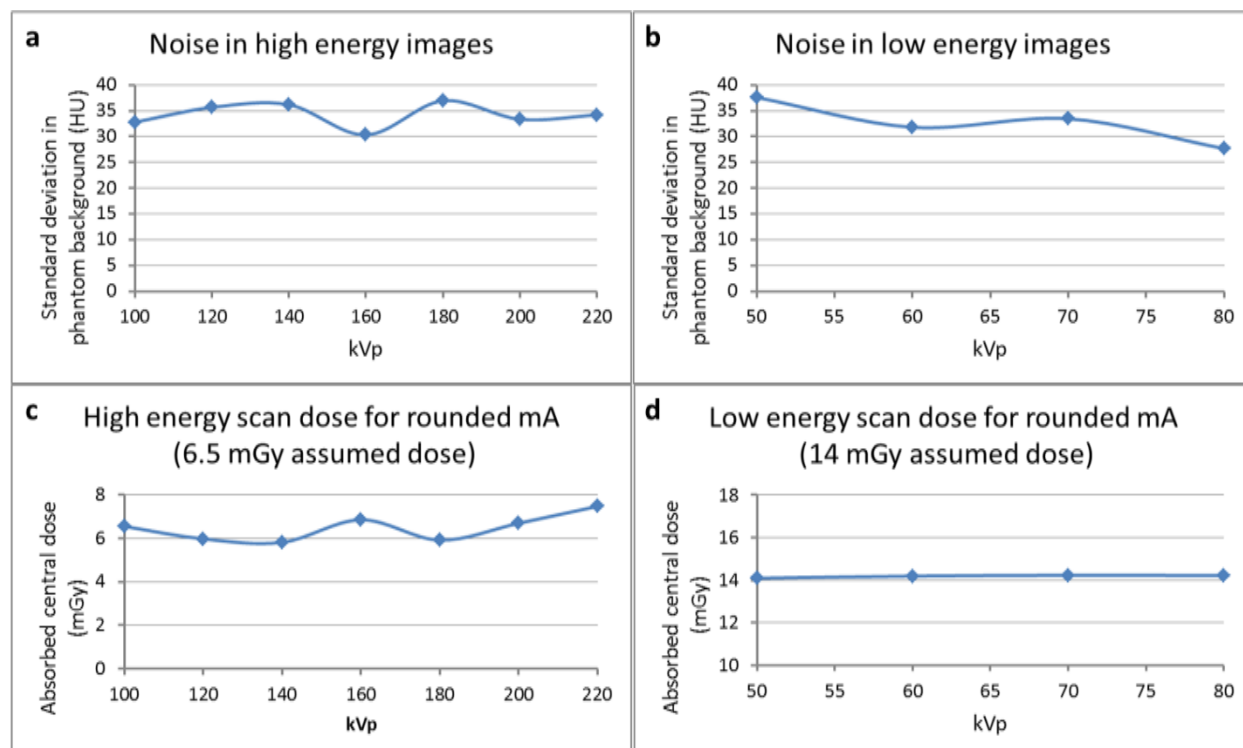 a
Noise in high energy images
Standard deviation in
phantom background (HU)
40
35
30
25
20
15
10
5
0
100 120 140 160 180 200 220
kVp
b
Noise in low energy images
Standard deviation in
phantom background (HU)
40
35
30
25
20
15
10
5
0
50 55 60 65 70 75 80
kVp
c
High energy scan dose for rounded mA
(6.5 mGy assumed dose)
Absorbed central dose
(mGy)
8
6
4
2
0
100 120 140 160 180 200 220
kVp
d
Low energy scan dose for rounded mA
(14 mGy assumed dose)
Absorbed central dose
(mGy)
18
16
14
12
10
50 55 60 65 70 75 80
kVp